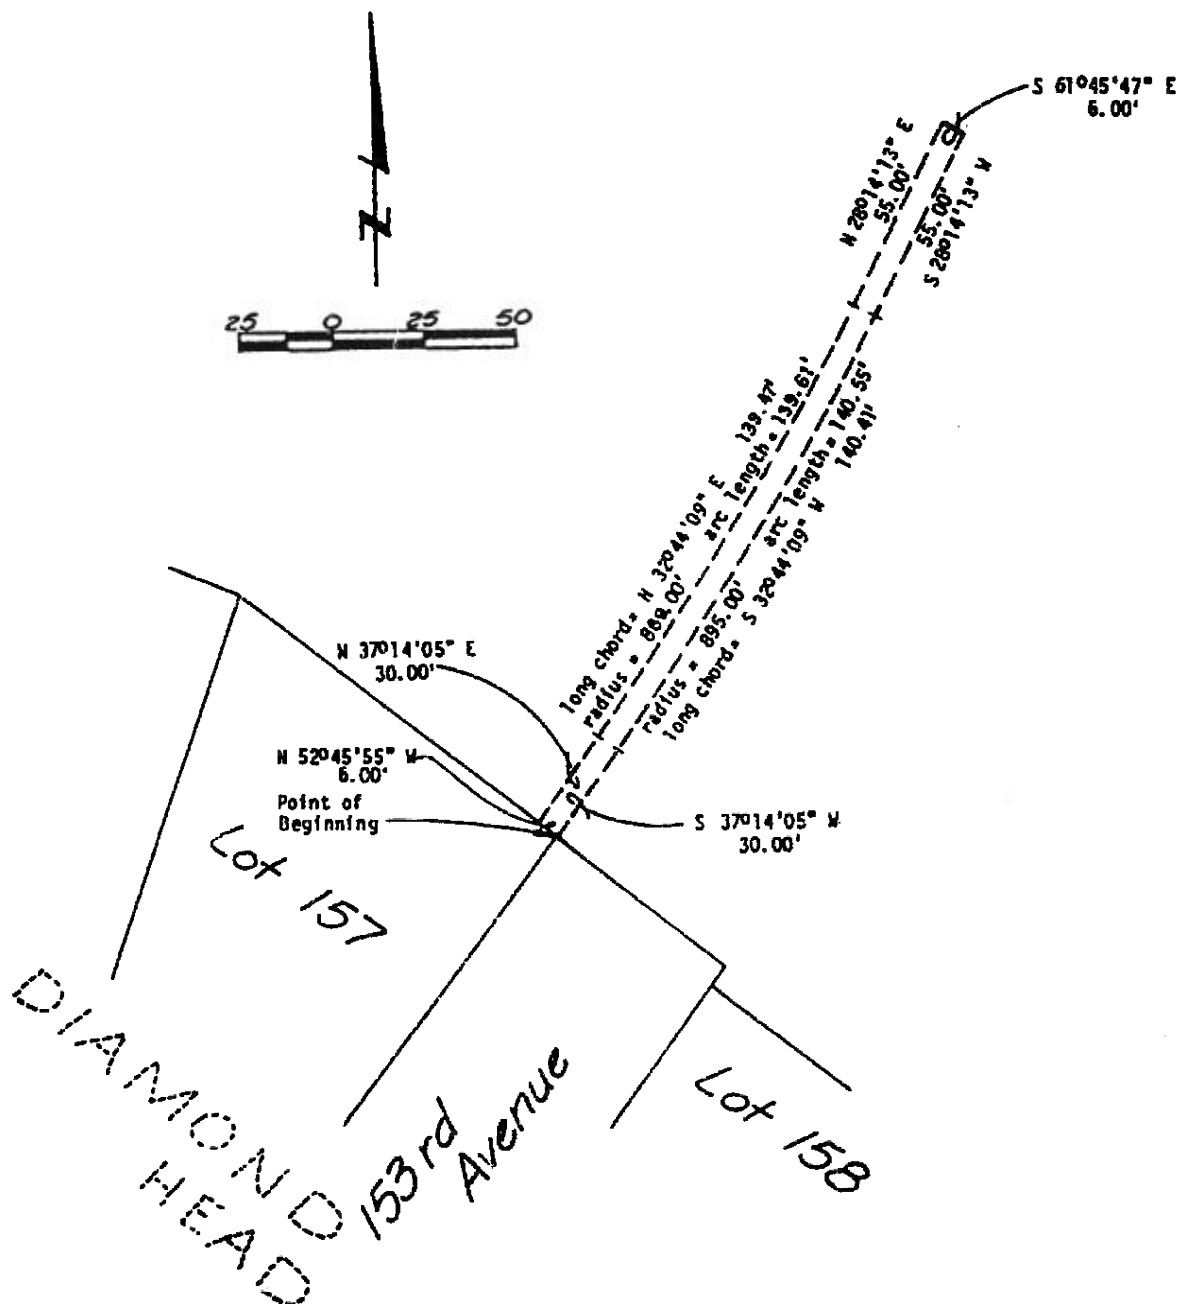 S 61°45'47" E
6.00'
N 28°14'13" E
55.00'
55.00'
S 28°14'13" W
Z
25 0 25 50
long chord= N 32°44'09" E 139.47'
radius = 889.00' arc length= 139.61'
radius = 895.00' arc length= 140.55'
long chord= S 32°44'09" W 140.41'
N 37°14'05" E
30.00'
N 52°45'55" W
6.00'
Point of
Beginning
S 37°14'05" W
30.00'
Lot 157
DIAMOND
HEAD
153rd
Avenue
Lot 158